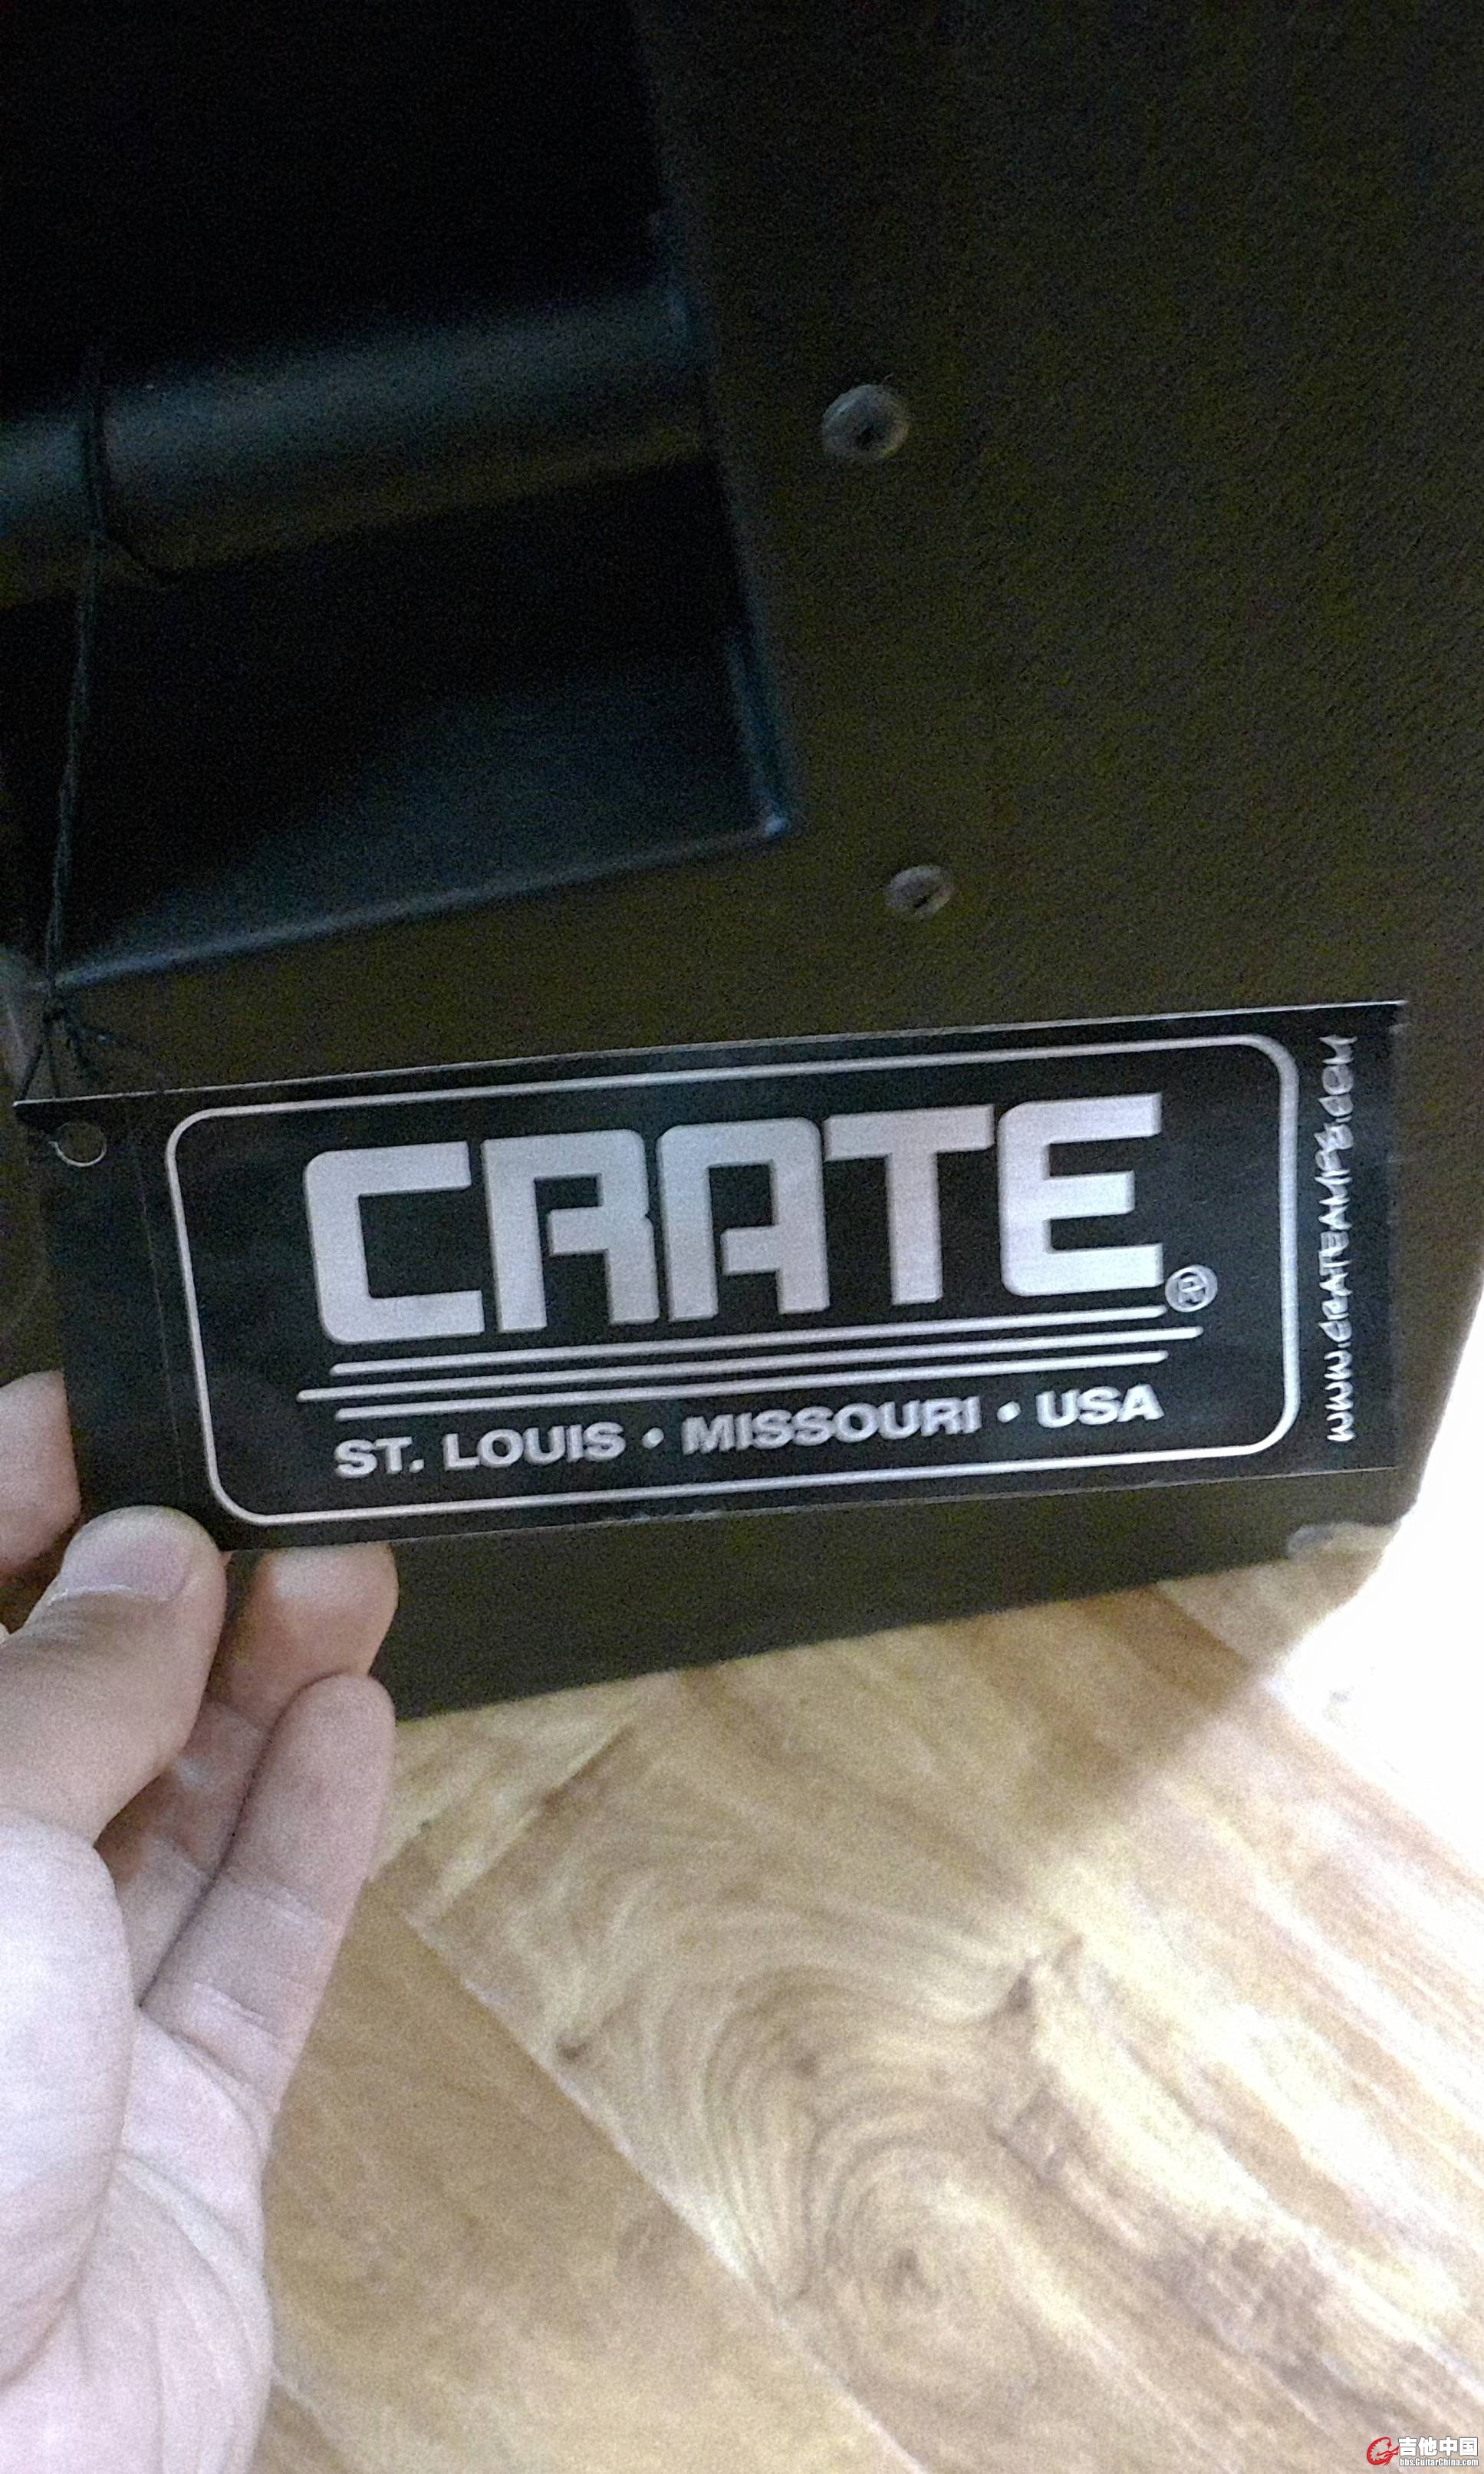 CRATE®
ST. LOUIS • MISSOURI • USA
WWW.CRATEAMPS.COM
吉他中国
bbs.GuitarChina.com